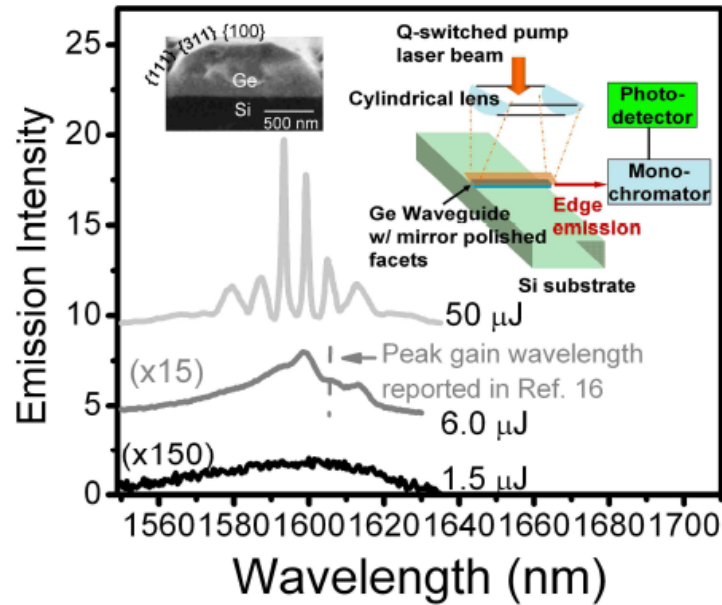 25
20
15
10
5
0
Emission Intensity
{111} {311} {100}
Ge
Si
500 nm
Q-switched pump
laser beam
Cylindrical lens
Photo-
detector
Mono-
chromator
Edge
emission
Ge Waveguide
w/ mirror polished
facets
Si substrate
50 μJ
(x15)
Peak gain wavelength
reported in Ref. 16
6.0 μJ
(x150)
1.5 μJ
1560 1580 1600 1620 1640 1660 1680 1700
Wavelength (nm)